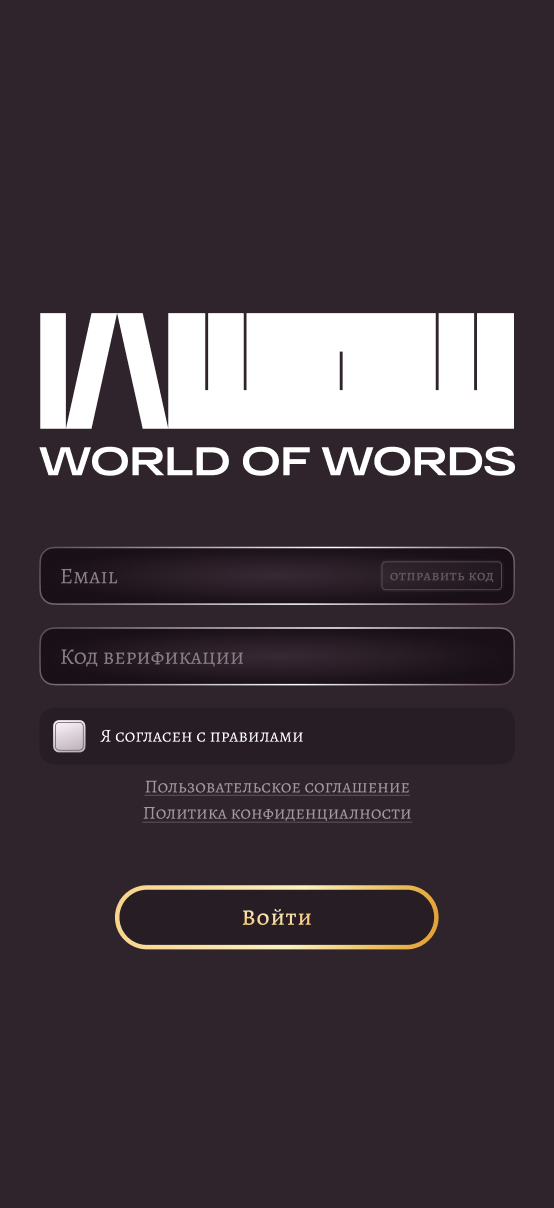 WORLD OF WORDS
Email
отправить код
Код верификации
Я согласен с правилами
Пользовательское соглашение
Политика конфиденциалности
Войти